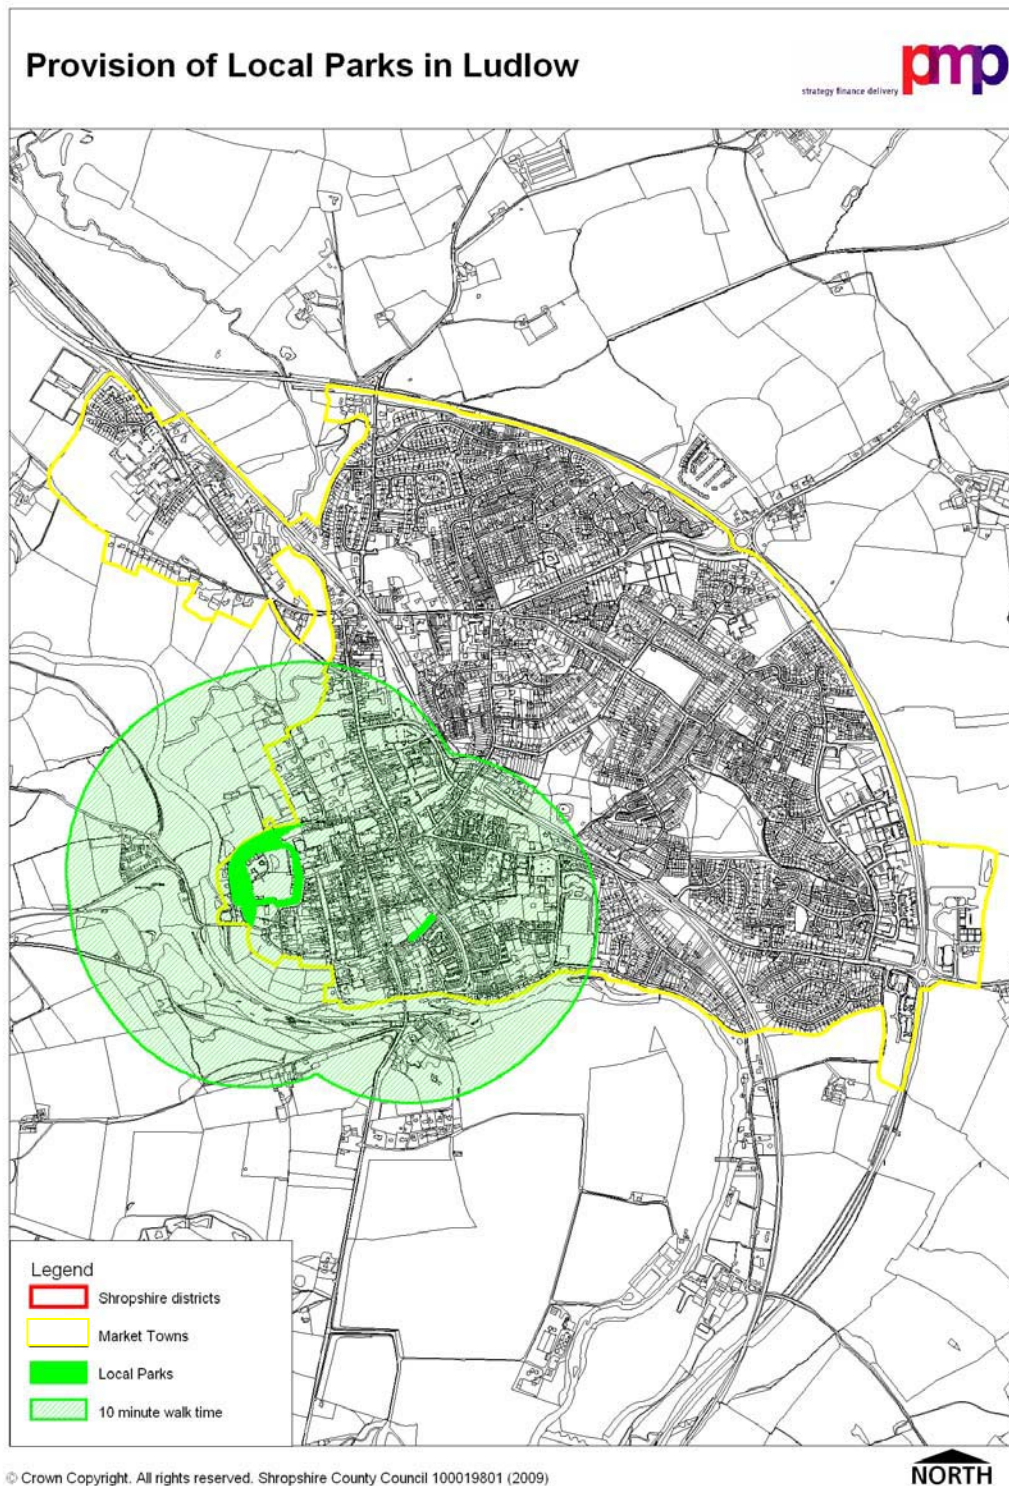 Provision of Local Parks in Ludlow
pmp
strategy finance delivery
Legend
Shropshire districts
Market Towns
Local Parks
10 minute walk time
© Crown Copyright. All rights reserved. Shropshire County Council 100019801 (2009)
NORTH